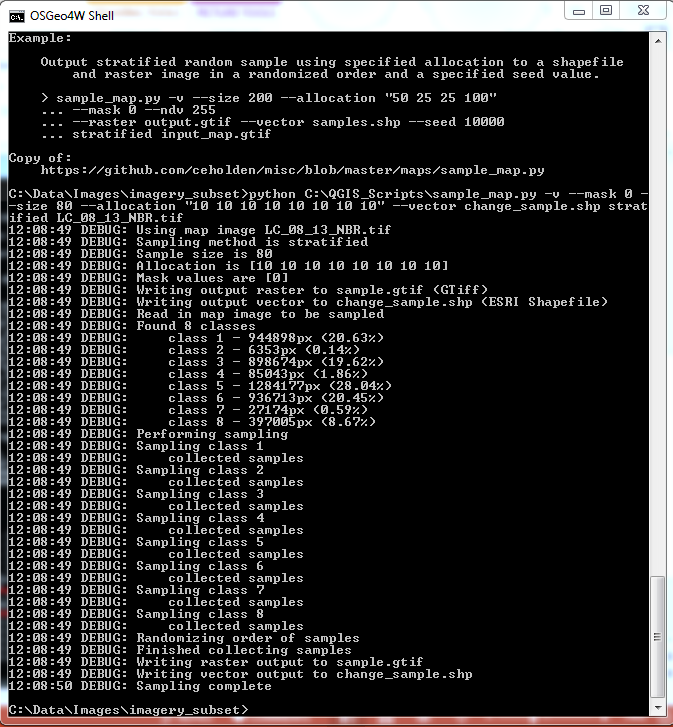 OSGeo4W Shell
Example:
Output stratified random sample using specified allocation to a shapefile
and raster image in a randomized order and a specified seed value.
> sample_map.py -v --size 200 --allocation "50 25 25 100"
... --mask 0 --ndv 255
... --raster output.gtif --vector samples.shp --seed 10000
... stratified input_map.gtif
Copy of:
https://github.com/ceholden/misc/blob/master/maps/sample_map.py
C:\Data\Images\imagery_subset>python C:\QGIS_Scripts\sample_map.py -v --mask 0 -
-size 80 --allocation "10 10 10 10 10 10 10 10" --vector change_sample.shp strat
ified LC_08_13_NBR.tif
12:08:49 DEBUG: Using map image LC_08_13_NBR.tif
12:08:49 DEBUG: Sampling method is stratified
12:08:49 DEBUG: Sample size is 80
12:08:49 DEBUG: Allocation is [10 10 10 10 10 10 10 10]
12:08:49 DEBUG: Mask values are [0]
12:08:49 DEBUG: Writing output raster to sample.gtif (GTiff)
12:08:49 DEBUG: Writing output vector to change_sample.shp (ESRI Shapefile)
12:08:49 DEBUG: Read in map image to be sampled
12:08:49 DEBUG: Found 8 classes
12:08:49 DEBUG: class 1 - 944898px (20.63%)
12:08:49 DEBUG: class 2 - 6353px (0.14%)
12:08:49 DEBUG: class 3 - 898674px (19.62%)
12:08:49 DEBUG: class 4 - 85043px (1.86%)
12:08:49 DEBUG: class 5 - 1284177px (28.04%)
12:08:49 DEBUG: class 6 - 936713px (20.45%)
12:08:49 DEBUG: class 7 - 27174px (0.59%)
12:08:49 DEBUG: class 8 - 397005px (8.67%)
12:08:49 DEBUG: Performing sampling
12:08:49 DEBUG: Sampling class 1
12:08:49 DEBUG: collected samples
12:08:49 DEBUG: Sampling class 2
12:08:49 DEBUG: collected samples
12:08:49 DEBUG: Sampling class 3
12:08:49 DEBUG: collected samples
12:08:49 DEBUG: Sampling class 4
12:08:49 DEBUG: collected samples
12:08:49 DEBUG: Sampling class 5
12:08:49 DEBUG: collected samples
12:08:49 DEBUG: Sampling class 6
12:08:49 DEBUG: collected samples
12:08:49 DEBUG: Sampling class 7
12:08:49 DEBUG: collected samples
12:08:49 DEBUG: Sampling class 8
12:08:49 DEBUG: collected samples
12:08:49 DEBUG: Randomizing order of samples
12:08:49 DEBUG: Finished collecting samples
12:08:49 DEBUG: Writing raster output to sample.gtif
12:08:49 DEBUG: Writing vector output to change_sample.shp
12:08:50 DEBUG: Sampling complete
C:\Data\Images\imagery_subset>